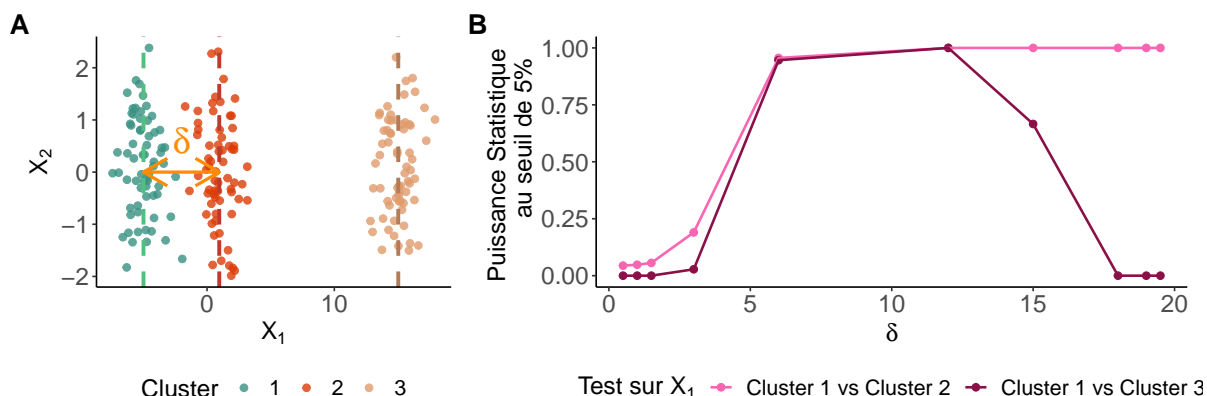 A
B
X2
2
1
0
−1
−2
δ
0
10
X1
Cluster
1
2
3
Puissance Statistique
au seuil de 5%
1.00
0.75
0.50
0.25
0.00
0
5
10
15
20
δ
Test sur X1
Cluster 1 vs Cluster 2
Cluster 1 vs Cluster 3